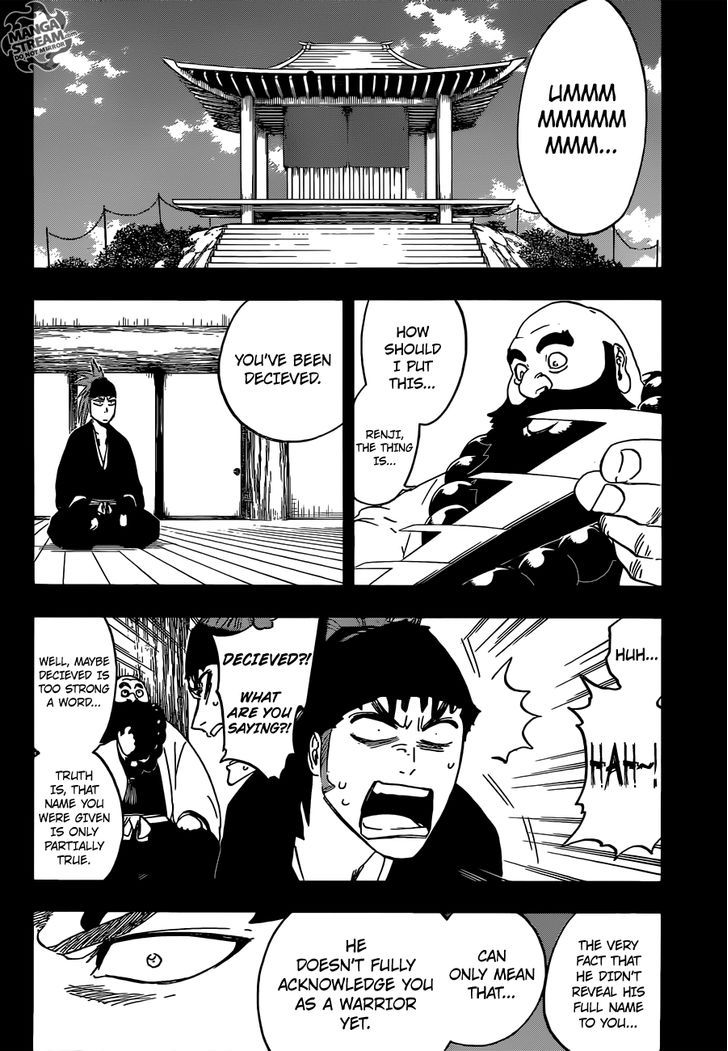 MANGA
STREAM
DO NOT MIRROR
UMMM
MMMMMM
MMM...
HOW
SHOULD
I PUT
THIS...
RENJI,
THE THING
IS...
YOU'VE BEEN
DECIEVED.
HUH...
HAH~!
DECIEVED?!
WHAT
ARE YOU
SAYING?!
WELL, MAYBE
DECIEVED IS
TOO STRONG
A WORD...
TRUTH
IS, THAT
NAME YOU
WERE GIVEN
IS ONLY
PARTIALLY
TRUE.
THE VERY
FACT THAT
HE DIDN'T
REVEAL HIS
FULL NAME
TO YOU...
CAN
ONLY MEAN
THAT...
HE
DOESN'T FULLY
ACKNOWLEDGE YOU
AS A WARRIOR
YET.